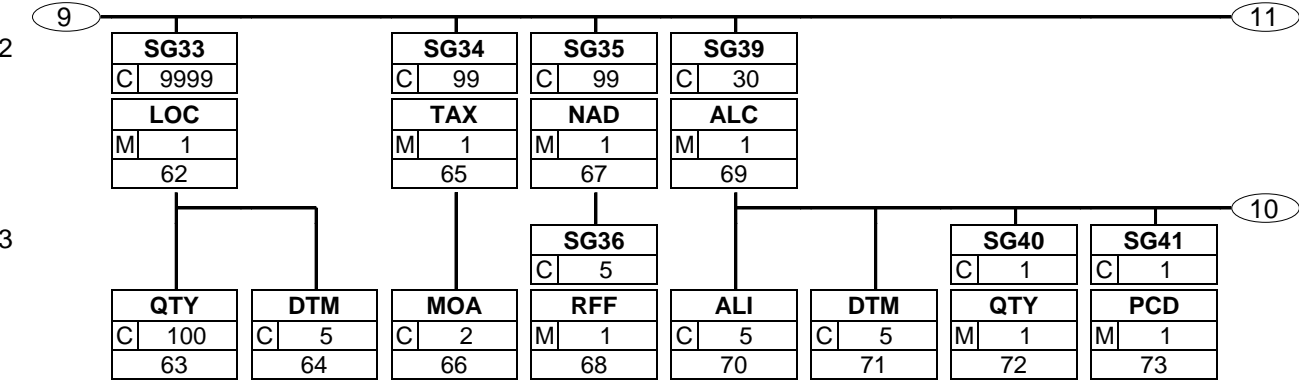 9 11
2 SG33 SG34 SG35 SG39
C 9999 C 99 C 99 C 30
LOC TAX NAD ALC
M 1 M 1 M 1 M 1
62 65 67 69
10
3 SG36 SG40 SG41
C 5 C 1 C 1
QTY DTM MOA RFF ALI DTM QTY PCD
C 100 C 5 C 2 M 1 C 5 C 5 M 1 M 1
63 64 66 68 70 71 72 73